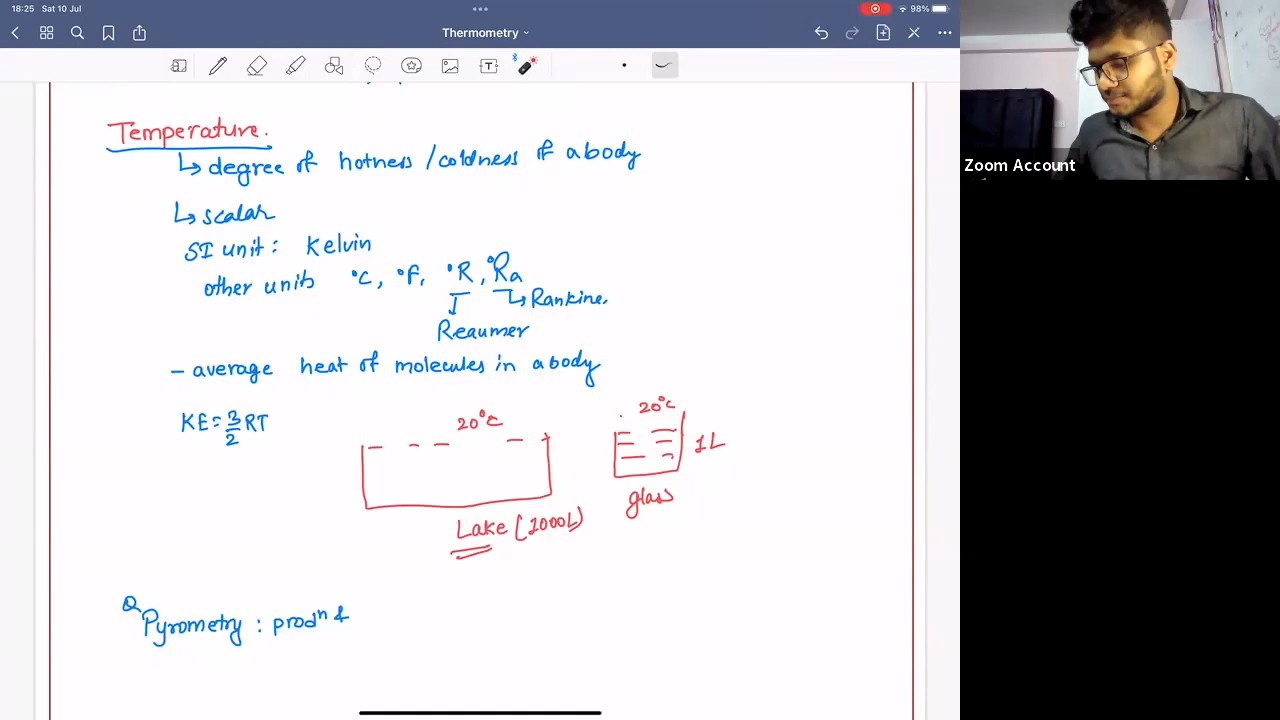 18:25 Sat 10 Jul
98%
Thermometry
Temperature.
↳ degree of hotness /coldness of a body
↳ scalar
SI unit : Kelvin
other units °C, °F, °R, °Ra
↳ Rankine.
Reaumer
- average heat of molecules in a body
KE = 3/2 RT
20°C
20°C
1L
glass
Lake (1000L)
Q
Pyrometry : prodⁿ &
Zoom Account